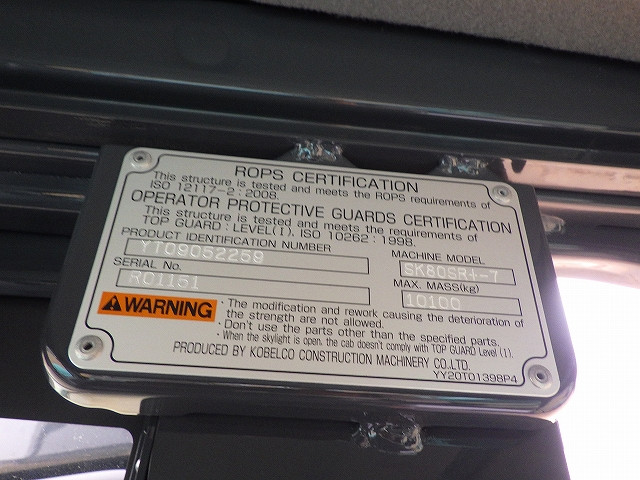 ROPS CERTIFICATION
This structure is tested and meets the ROPS requirements of
ISO 12117-2:2008.
OPERATOR PROTECTIVE GUARDS CERTIFICATION
This structure is tested and meets the requirements of
TOP GUARD : LEVEL(I), ISO 10262 : 1998.
PRODUCT IDENTIFICATION NUMBER
YT09052259
MACHINE MODEL
SK80SR+-7
SERIAL No.
R01151
MAX. MASS(kg)
10100
WARNING
· The modification and rework causing the deterioration of
the strength are not allowed.
· Don't use the parts other than the specified parts.
· When the skylight is open, the cab doesn't comply with TOP GUARD Level (I).
PRODUCED BY KOBELCO CONSTRUCTION MACHINERY CO.,LTD.
YY20T01398P4